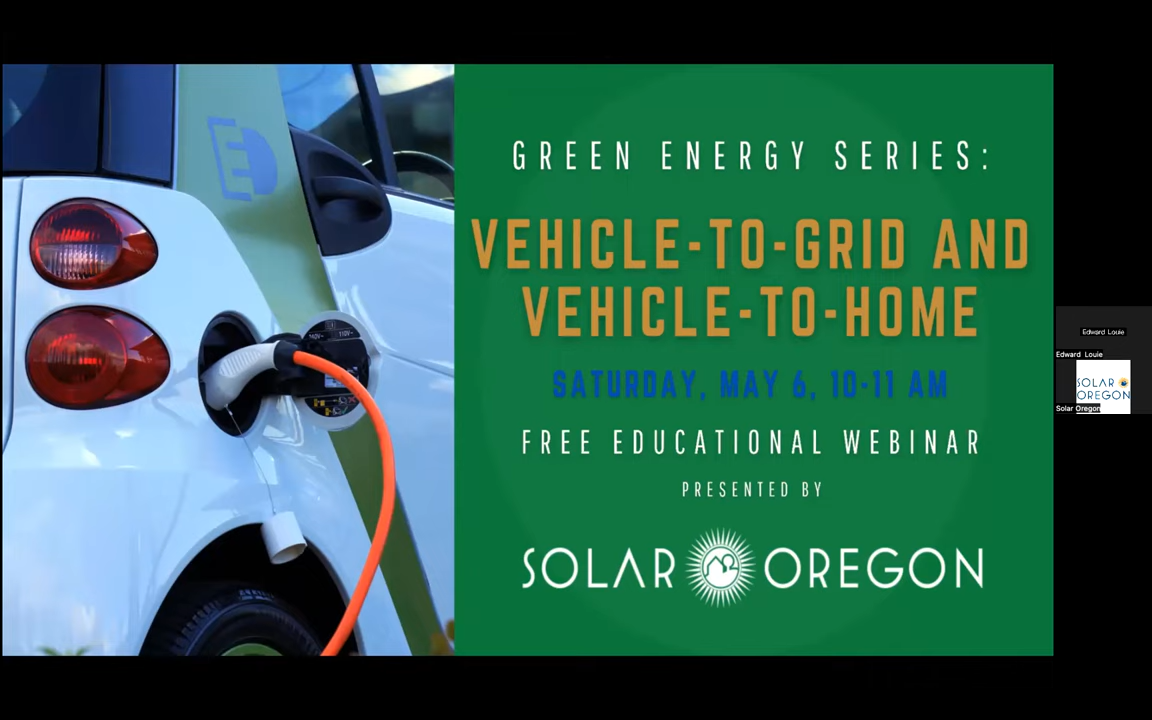 GREEN ENERGY SERIES:
VEHICLE-TO-GRID AND
VEHICLE-TO-HOME
SATURDAY, MAY 6, 10-11 AM
FREE EDUCATIONAL WEBINAR
PRESENTED BY
SOLAR OREGON
ED
Edward Louie
Edward Louie
SOLAR
OREGON
Solar Oregon